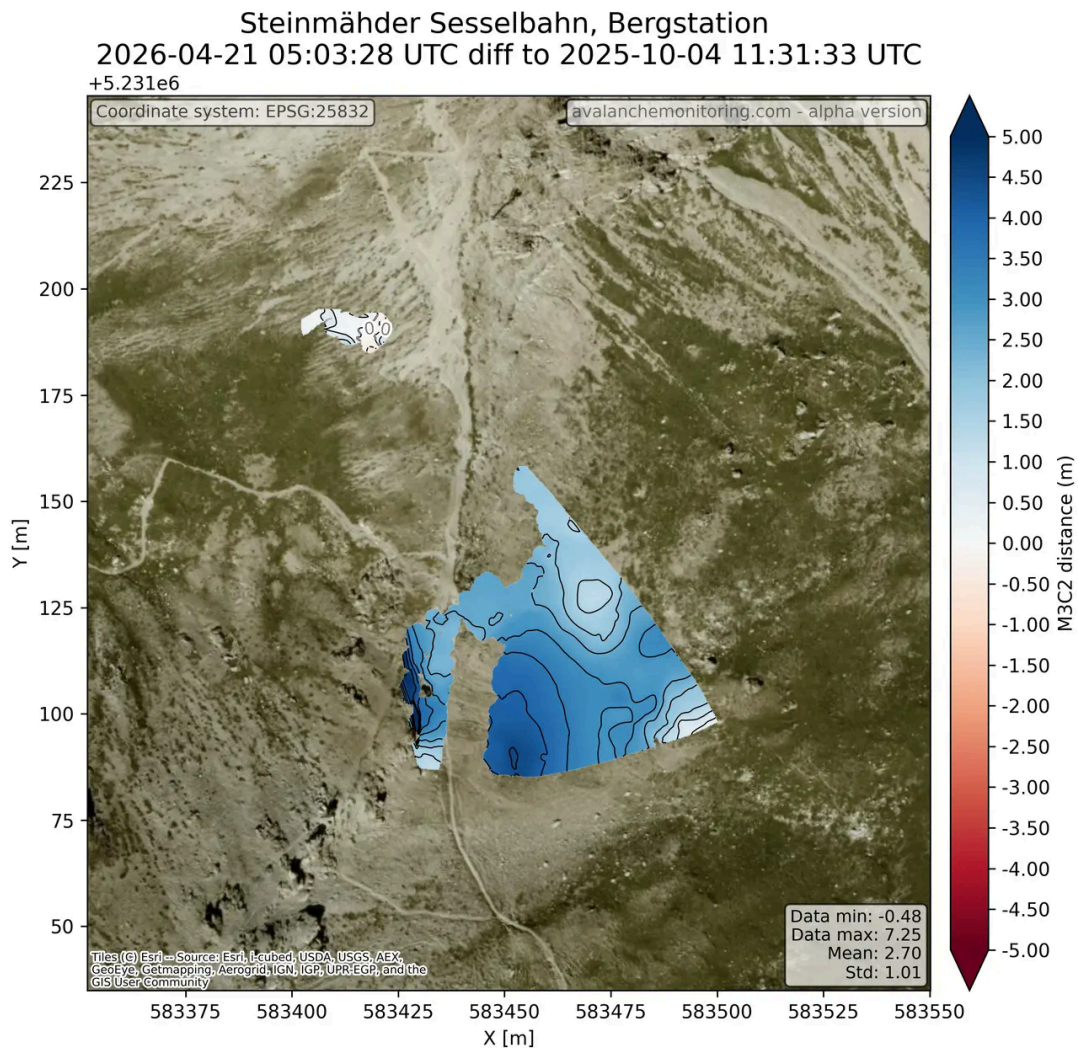 Steinmähder Sesselbahn, Bergstation
2026-04-21 05:03:28 UTC diff to 2025-10-04 11:31:33 UTC
+5.231e6
Coordinate system: EPSG:25832
avalanchemonitoring.com - alpha version
225
200
175
150
125
100
75
50
Y [m]
0.0
5.00
4.50
4.00
3.50
3.00
2.50
2.00
1.50
1.00
0.50
0.00
-0.50
-1.00
-1.50
-2.00
-2.50
-3.00
-3.50
-4.00
-4.50
-5.00
M3C2 distance (m)
Data min: -0.48
Data max: 7.25
Mean: 2.70
Std: 1.01
Tiles (C) Esri -- Source: Esri, i-cubed, USDA, USGS, AEX,
GeoEye, Getmapping, Aerogrid, IGN, IGP, UPR-EGP, and the
GIS User Community
583375 583400 583425 583450 583475 583500 583525 583550
X [m]